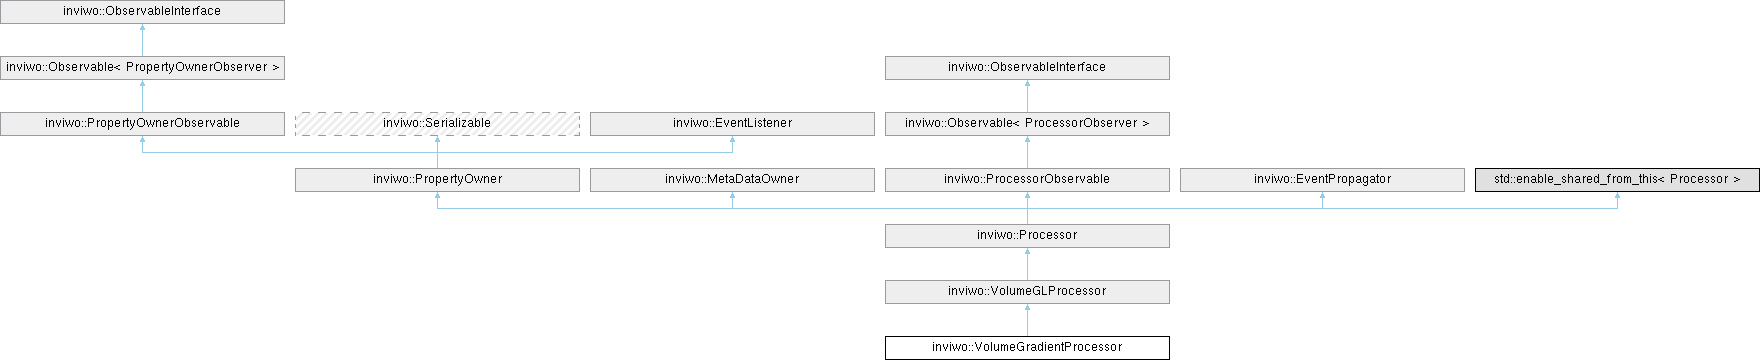 inviwo::ObservableInterface
inviwo::Observable< PropertyOwnerObserver >
inviwo::ObservableInterface
inviwo::PropertyOwnerObservable
inviwo::Serializable
inviwo::EventListener
inviwo::Observable< ProcessorObserver >
inviwo::PropertyOwner
inviwo::MetaDataOwner
inviwo::ProcessorObservable
inviwo::EventPropagator
std::enable_shared_from_this< Processor >
inviwo::Processor
inviwo::VolumeGLProcessor
inviwo::VolumeGradientProcessor